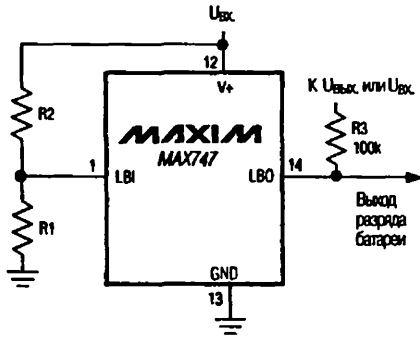 Uвх.
12
V+
К Uвых. или Uвх.
R2
R3
100k
MAXIM
MAX747
1
LBI
LBO
14
R1
Выход
разряда
батареи
GND
13